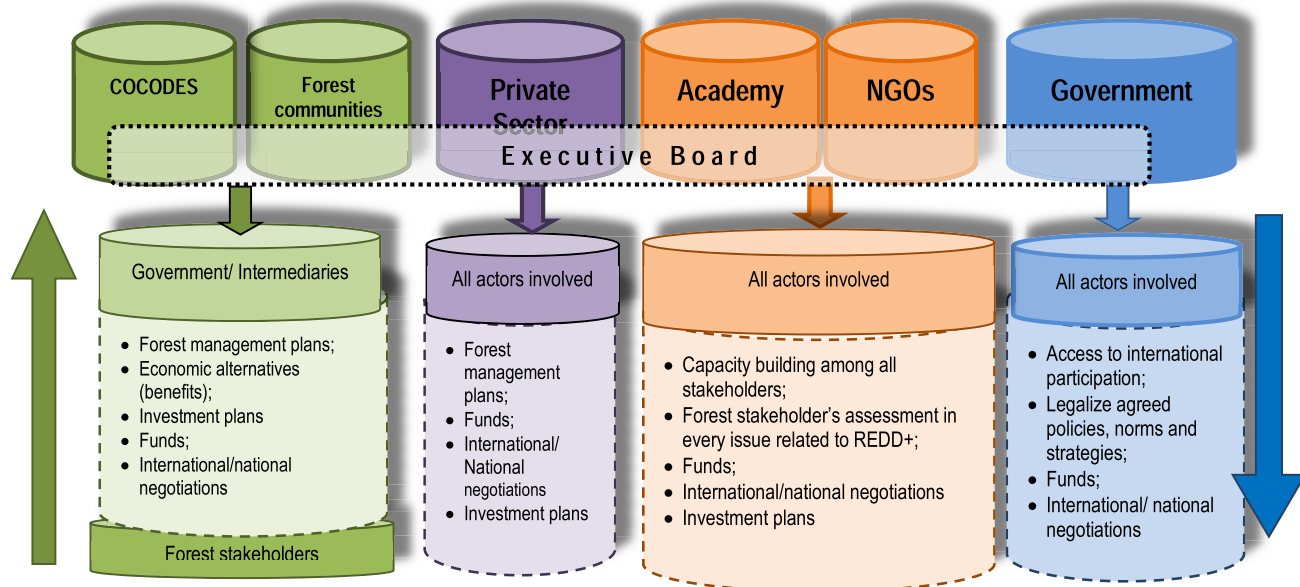 COCODES
Forest
communities
Private
Sector
Academy
NGOs
Government
Executive Board
Government/ Intermediaries
• Forest management plans;
• Economic alternatives
(benefits);
• Investment plans
• Funds;
• International/national
negotiations
Forest stakeholders
All actors involved
• Forest
management
plans;
• Funds;
• International/
National
negotiations
• Investment plans
All actors involved
• Capacity building among all
stakeholders;
• Forest stakeholder’s assessment in
every issue related to REDD+;
• Funds;
• International/national negotiations
• Investment plans
All actors involved
• Access to international
participation;
• Legalize agreed
policies, norms and
strategies;
• Funds;
• International/ national
negotiations